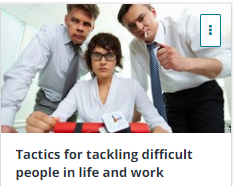 Tactics for tackling difficult
people in life and work